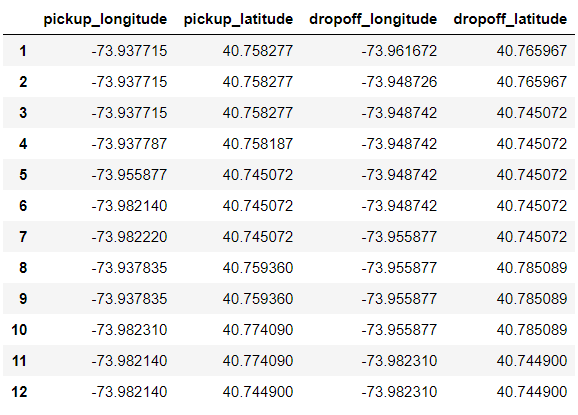 pickup_longitude pickup_latitude dropoff_longitude dropoff_latitude
1 -73.937715 40.758277 -73.961672 40.765967
2 -73.937715 40.758277 -73.948726 40.765967
3 -73.937715 40.758277 -73.948742 40.745072
4 -73.937787 40.758187 -73.948742 40.745072
5 -73.955877 40.745072 -73.948742 40.745072
6 -73.982140 40.745072 -73.948742 40.745072
7 -73.982220 40.745072 -73.955877 40.745072
8 -73.937835 40.759360 -73.955877 40.785089
9 -73.937835 40.759360 -73.955877 40.785089
10 -73.982310 40.774090 -73.955877 40.785089
11 -73.982140 40.774090 -73.982310 40.744900
12 -73.982140 40.744900 -73.982310 40.744900